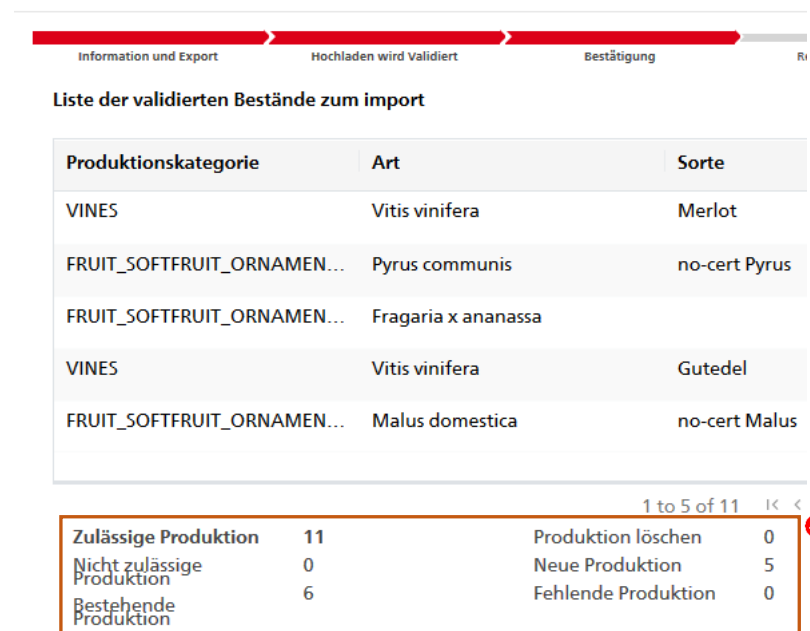 Information und Export Hochladen wird Validiert Bestätigung
Liste der validierten Bestände zum import
Produktionskategorie Art Sorte
VINES Vitis vinifera Merlot
FRUIT_SOFTFRUIT_ORNAMEN... Pyrus communis no-cert Pyrus
FRUIT_SOFTFRUIT_ORNAMEN... Fragaria x ananassa
VINES Vitis vinifera Gutedel
FRUIT_SOFTFRUIT_ORNAMEN... Malus domestica no-cert Malus
1 to 5 of 11
Zulässige Produktion 11 Produktion löschen 0
Nicht zulässige Produktion 0 Neue Produktion 5
Bestehende Produktion 6 Fehlende Produktion 0